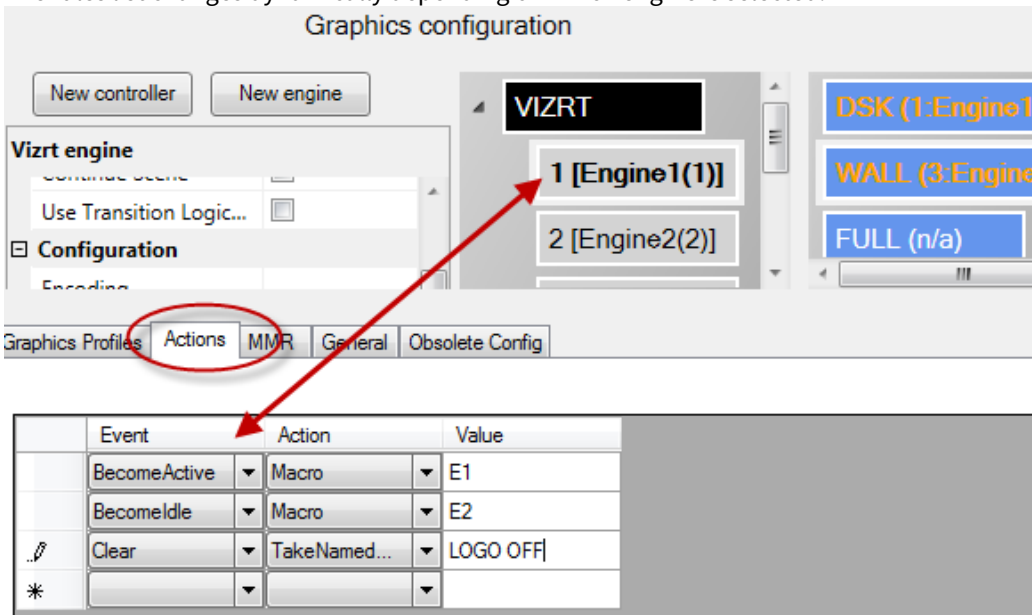 Graphics configuration
New controller New engine
VIZRT
DSK (1:Engine1
Vizrt engine
1 [Engine1(1)]
WALL (3:Engine
Use Transition Logic...
2 [Engine2(2)]
FULL (n/a)
Configuration
Encoding
Graphics Profiles Actions MMR General Obsolete Config
Event Action Value
BecomeActive Macro E1
BecomeIdle Macro E2
Clear TakeNamed... LOGO OFF